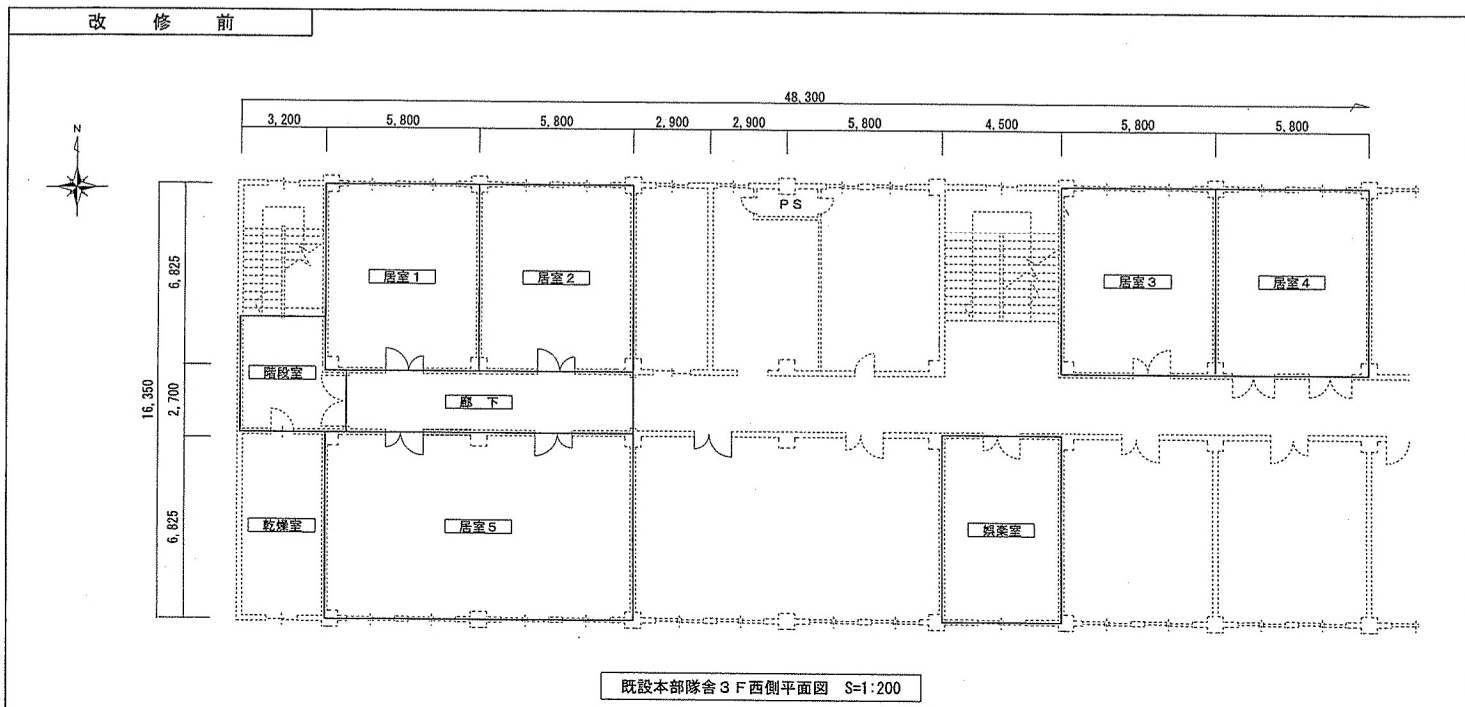 改 修 前
48,300
3,200 5,800 5,800 2,900 2,900 5,800 4,500 5,800 5,800
N
PS
6,825
居室1
居室2
居室3
居室4
階段室
16,350
2,700
廊 下
6,825
乾燥室
居室5
娯楽室
既設本部隊舎3F西側平面図 S=1:200